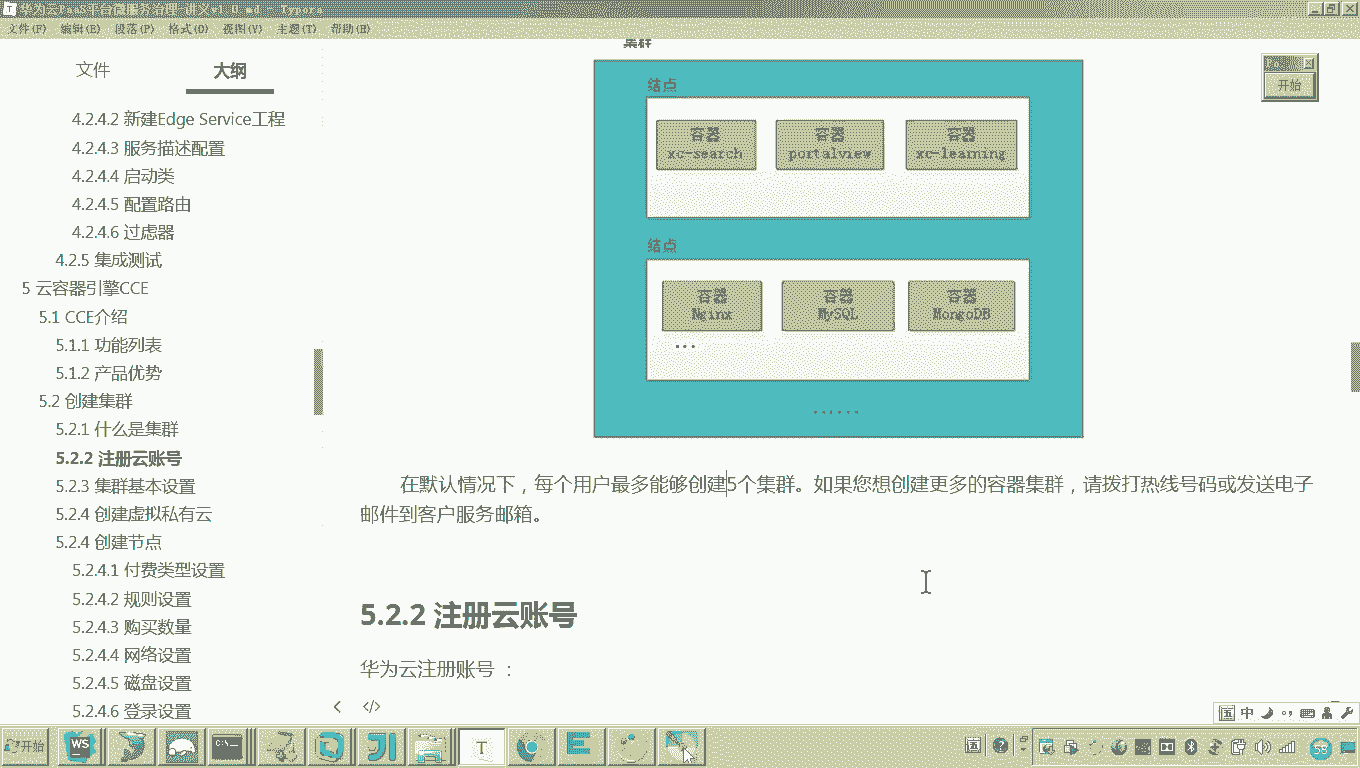 华为云PaaS平台微服务治理-讲义v1.0.md - Typora
文件(F) 编辑(E) 段落(P) 格式(O) 视图(V) 主题(T) 帮助(H)
文件 大纲
4.2.4.2 新建Edge Service工程
4.2.4.3 服务描述配置
4.2.4.4 启动类
4.2.4.5 配置路由
4.2.4.6 过虑器
4.2.5 集成测试
5 云容器引擎CCE
5.1 CCE介绍
5.1.1 功能列表
5.1.2 产品优势
5.2 创建集群
5.2.1 什么是集群
5.2.2 注册云账号
5.2.3 集群基本设置
5.2.4 创建虚拟私有云
5.2.4 创建节点
5.2.4.1 付费类型设置
5.2.4.2 规则设置
5.2.4.3 购买数量
5.2.4.4 网络设置
5.2.4.5 磁盘设置
5.2.4.6 登录设置
集群
结点
容器
xc-search
容器
portalview
容器
xc-learning
结点
容器
Nginx
容器
MySQL
容器
MongoDB
...
......
在默认情况下，每个用户最多能够创建5个集群。如果您想创建更多的容器集群，请拨打热线号码或发送电子
邮件到客户服务邮箱。
5.2.2 注册云账号
华为云注册账号 ：
开始
中
开始
WS
C:\
T
E
58